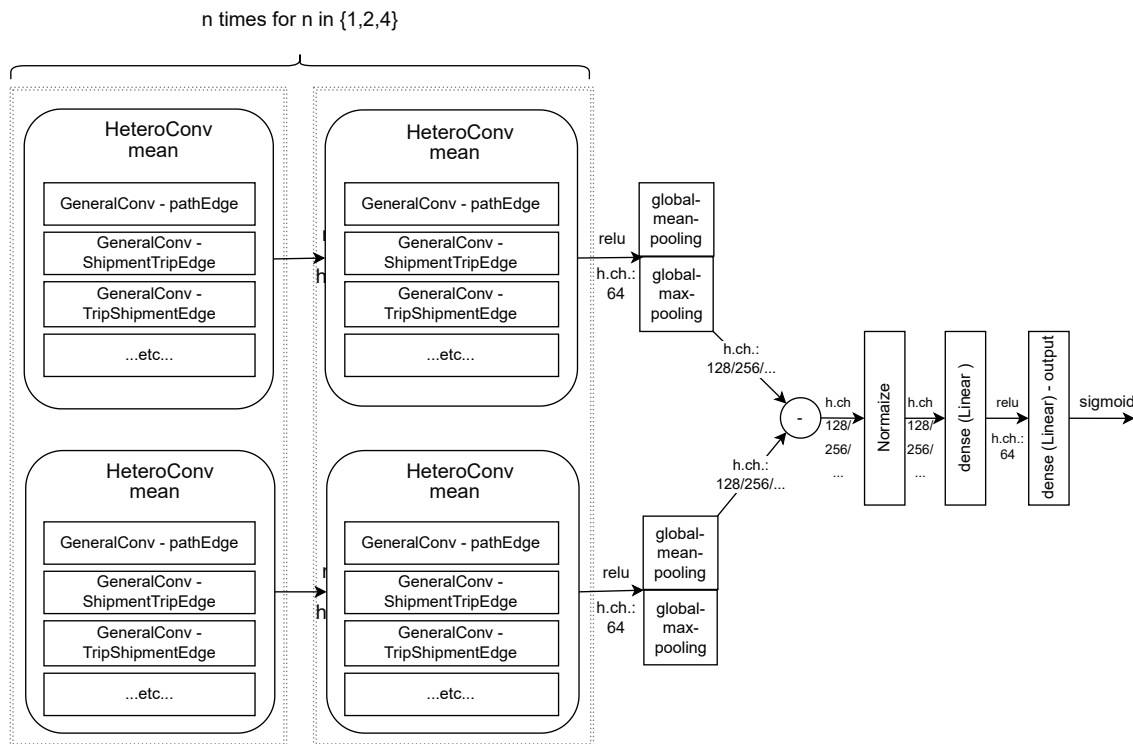 n times for n in {1,2,4}
HeteroConv
mean
GeneralConv - pathEdge
GeneralConv -
ShipmentTripEdge
GeneralConv -
TripShipmentEdge
...etc...
HeteroConv
mean
GeneralConv - pathEdge
GeneralConv -
ShipmentTripEdge
GeneralConv -
TripShipmentEdge
...etc...
relu
h.ch.:
64
global-
mean-
pooling
global-
max-
pooling
h.ch.:
128/256/...
HeteroConv
mean
GeneralConv - pathEdge
GeneralConv -
ShipmentTripEdge
GeneralConv -
TripShipmentEdge
...etc...
HeteroConv
mean
GeneralConv - pathEdge
GeneralConv -
ShipmentTripEdge
GeneralConv -
TripShipmentEdge
...etc...
relu
h.ch.:
64
global-
mean-
pooling
global-
max-
pooling
h.ch.:
128/256/...
-
h.ch
128/
256/
...
Normaize
h.ch
128/
256/
...
dense (Linear )
relu
h.ch.:
64
dense (Linear) - output
sigmoid